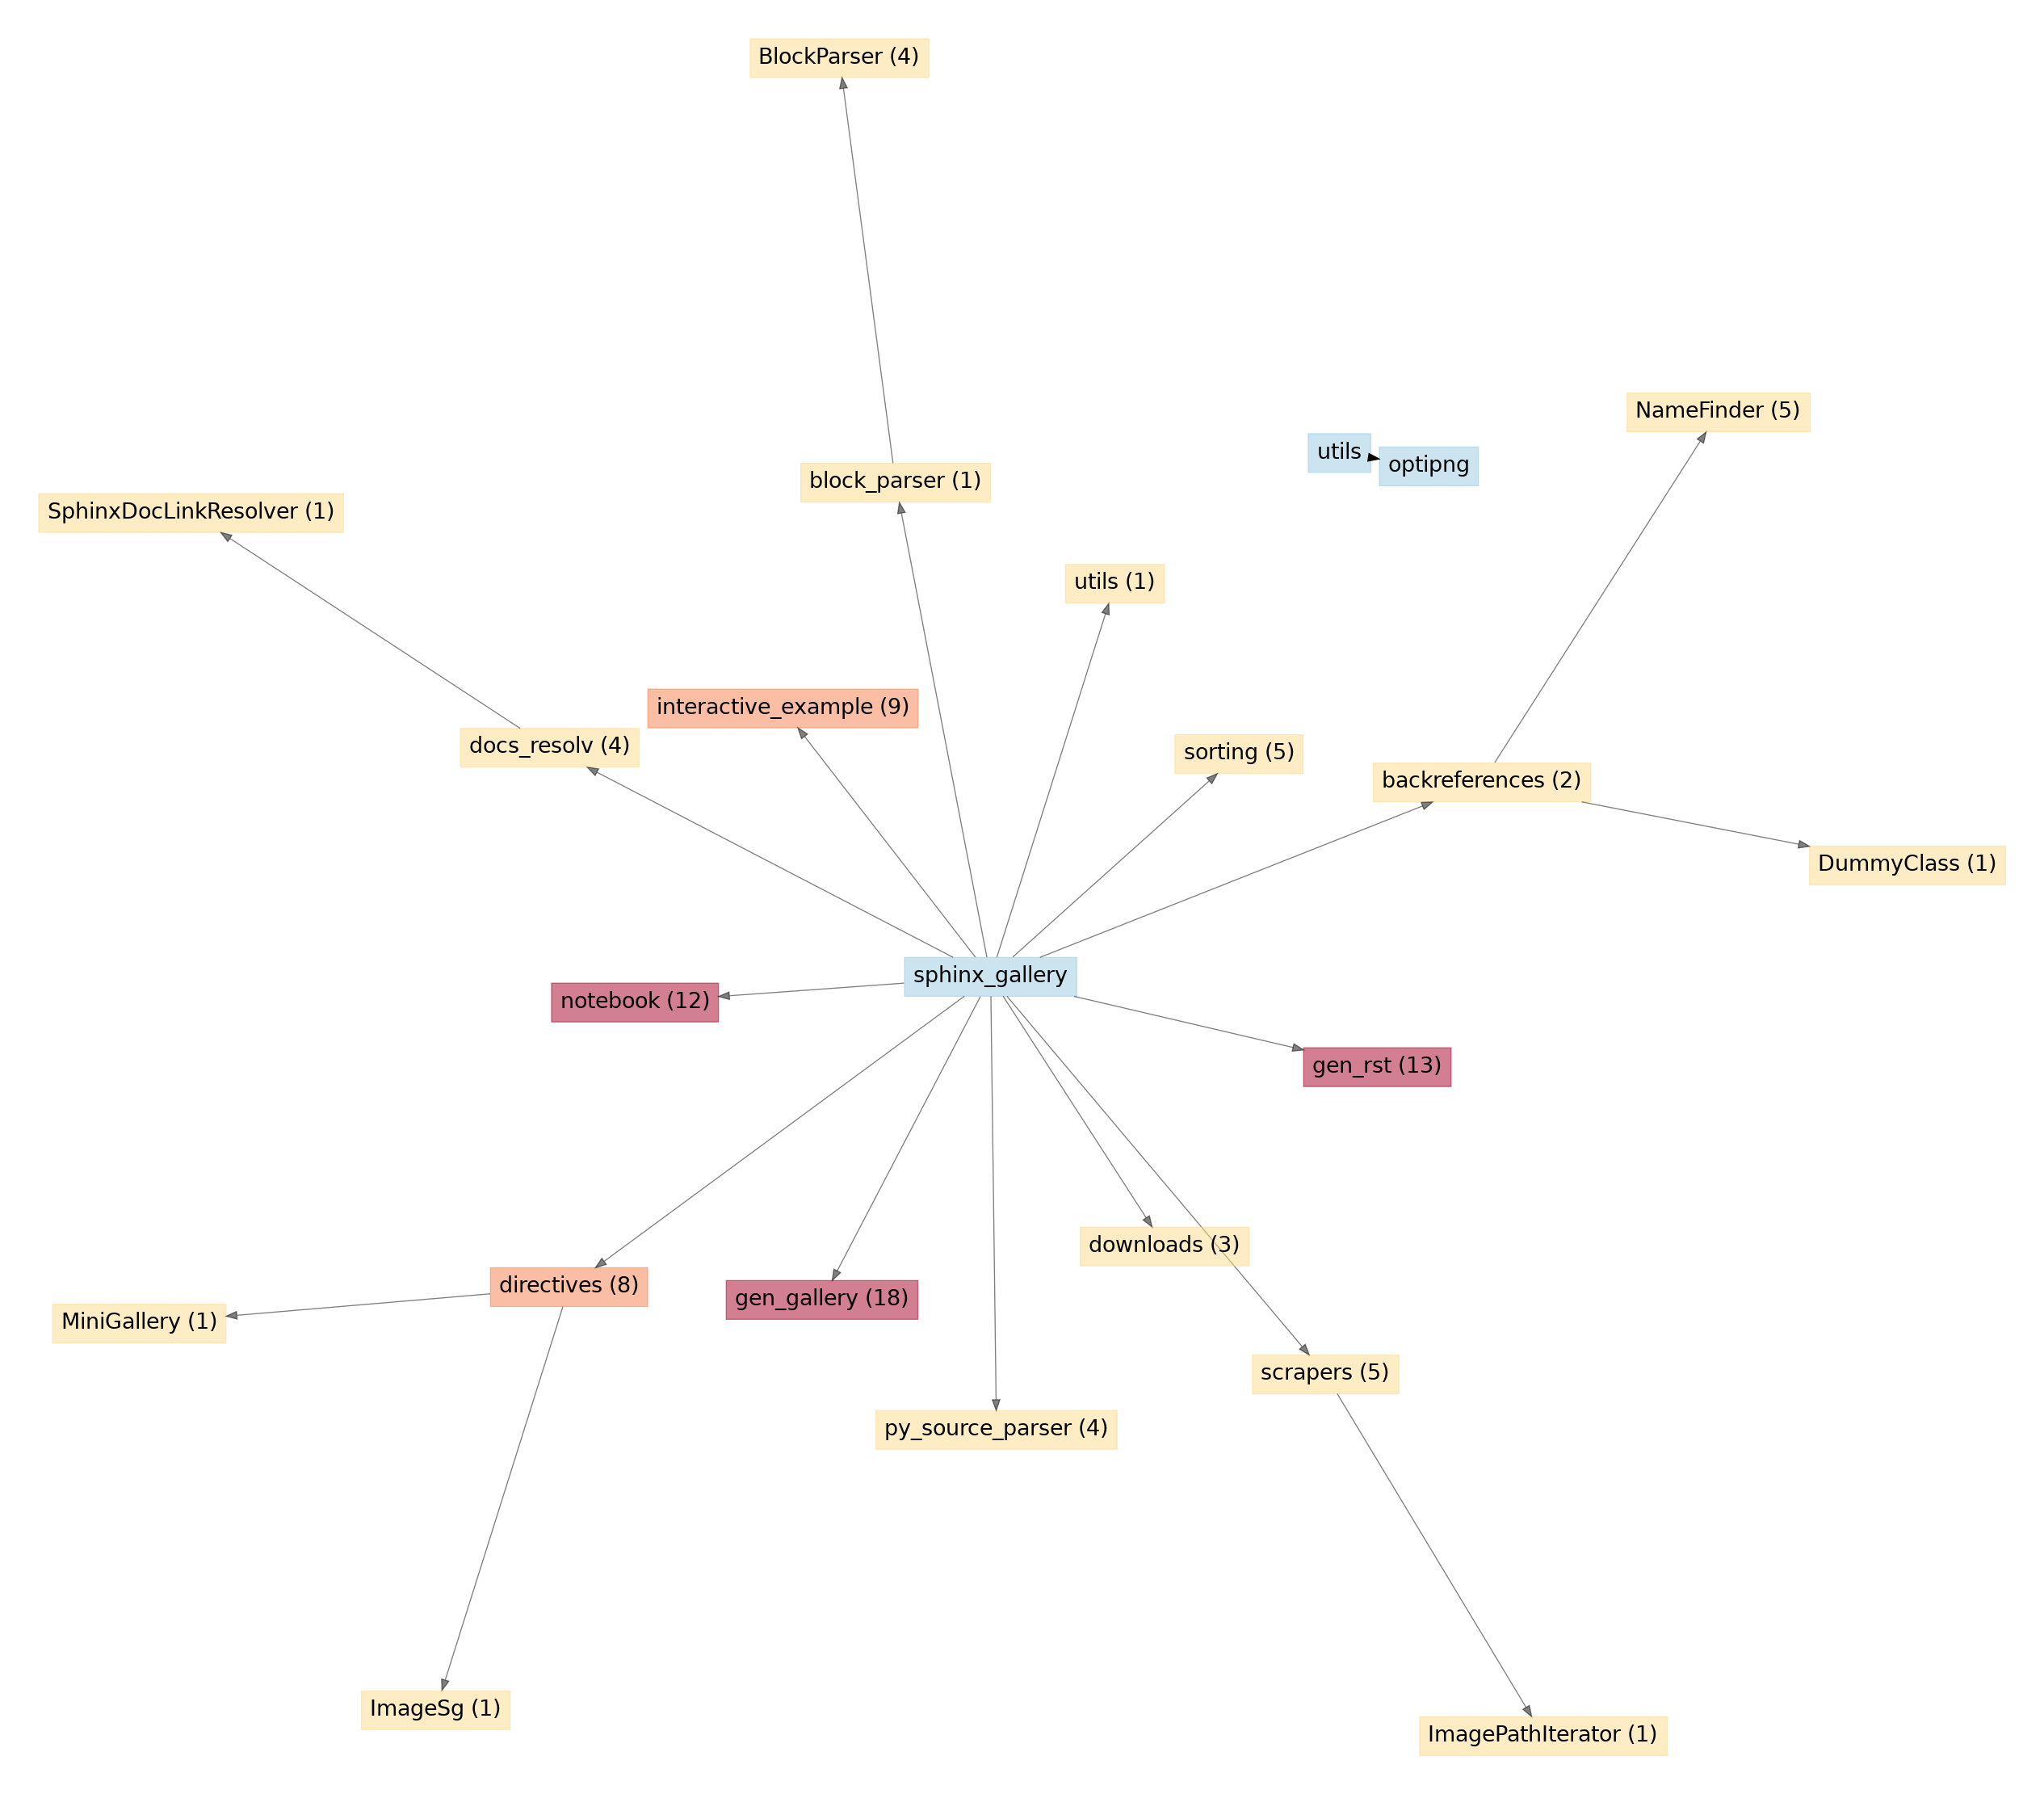 BlockParser (4)
NameFinder (5)
utils
optipng
block_parser (1)
SphinxDocLinkResolver (1)
utils (1)
interactive_example (9)
docs_resolv (4)
sorting (5)
backreferences (2)
DummyClass (1)
sphinx_gallery
notebook (12)
gen_rst (13)
downloads (3)
directives (8)
gen_gallery (18)
MiniGallery (1)
scrapers (5)
py_source_parser (4)
ImageSg (1)
ImagePathIterator (1)